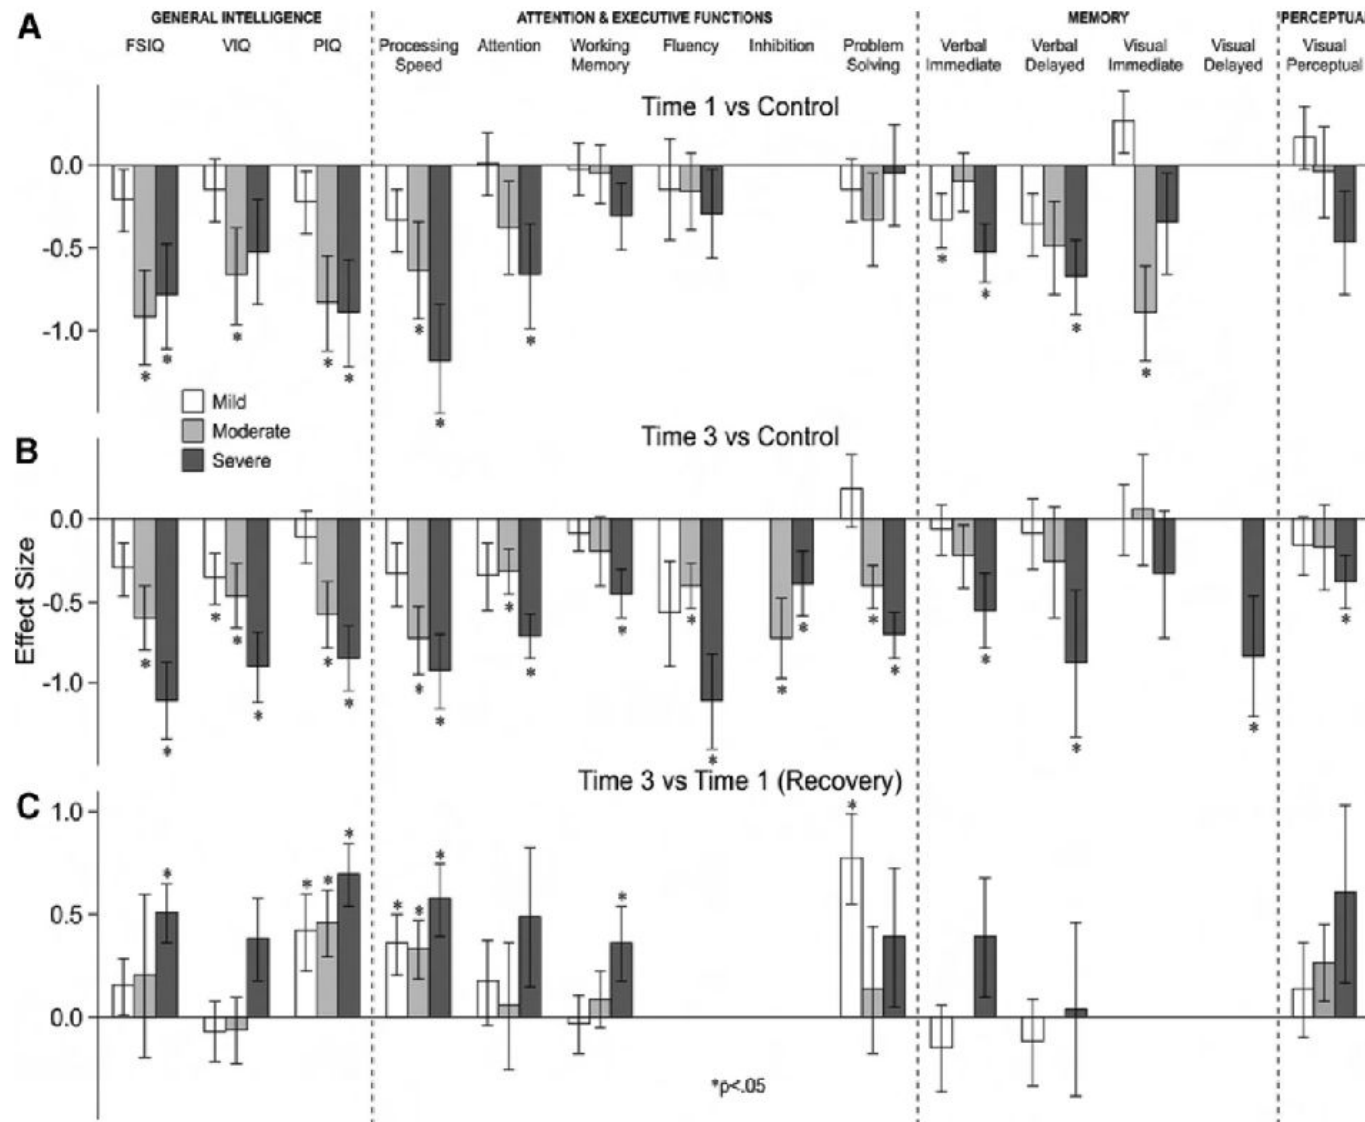 A
GENERAL INTELLIGENCE
ATTENTION & EXECUTIVE FUNCTIONS
MEMORY
PERCEPTUA
FSIQ
VIQ
PIQ
Processing
Speed
Attention
Working
Memory
Fluency
Inhibition
Problem
Solving
Verbal
Immediate
Verbal
Delayed
Visual
Immediate
Visual
Delayed
Visual
Perceptual
Time 1 vs Control
0.0
-0.5
-1.0
* * * * * * * * * * * *
Mild
Moderate
Severe
B
Time 3 vs Control
0.0
-0.5
-1.0
Effect Size
* * * * * * * * * * * * * * * * * * * * *
C
Time 3 vs Time 1 (Recovery)
1.0
0.5
0.0
* * * * * * * * *
*p<.05